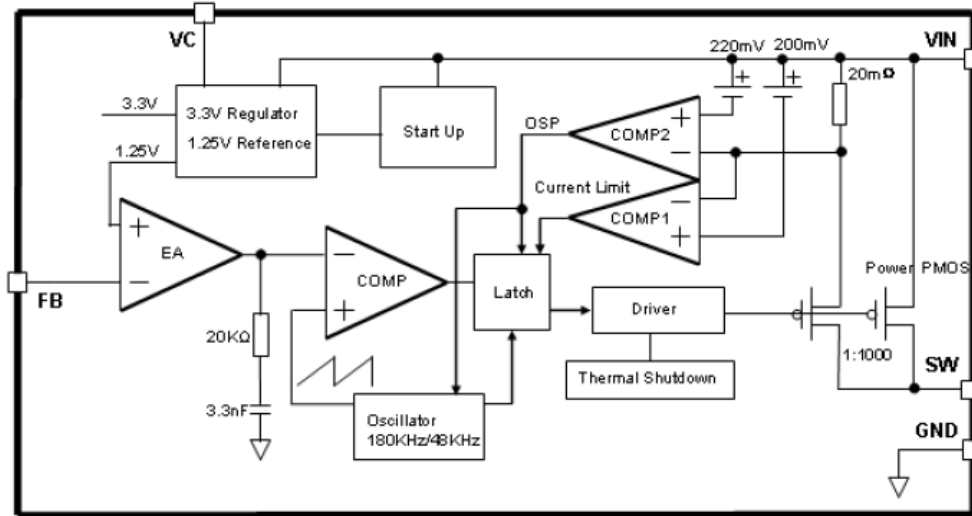 VC
220mV 200mV
VIN
20mΩ
3.3V
3.3V Regulator
1.25V Reference
Start Up
OSP
COMP2
1.25V
Current Limit
COMP1
EA
COMP
Latch
Power PMOS
FB
Driver
20KΩ
1:1000
SW
Thermal Shutdown
3.3nF
Oscillator
180KHz/48KHz
GND
+
−
−
+
+
−
−
+
+
+